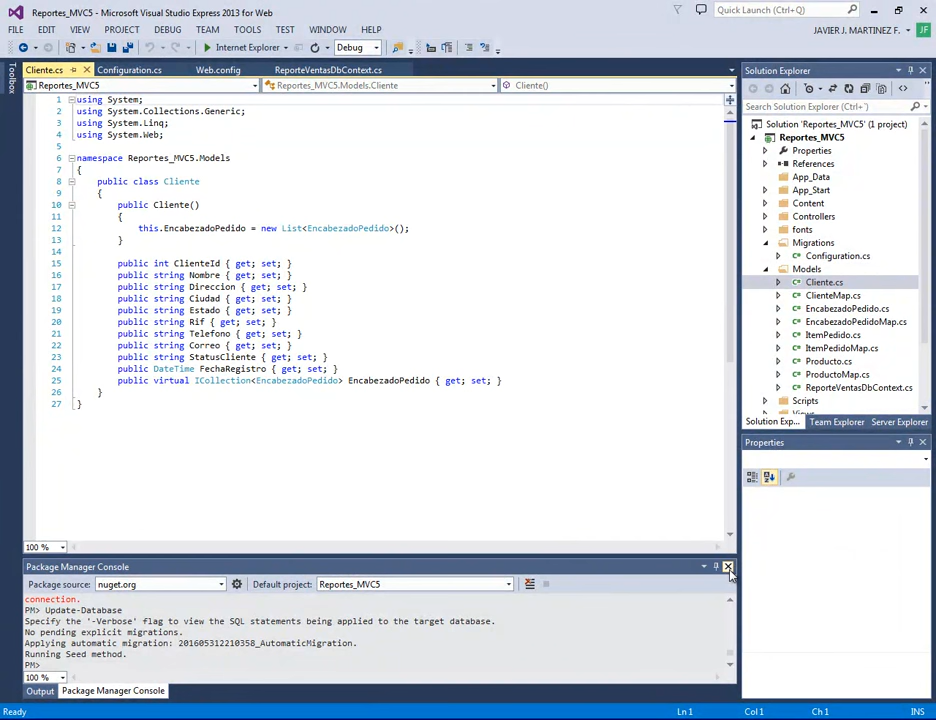 Reportes_MVC5 - Microsoft Visual Studio Express 2013 for Web
Quick Launch (Ctrl+Q)
FILE EDIT VIEW PROJECT DEBUG TEAM TOOLS TEST WINDOW HELP
JAVIER J. MARTINEZ F. JF
Internet Explorer Debug
Toolbox
Cliente.cs Configuration.cs Web.config ReporteVentasDbContext.cs
Reportes_MVC5 Reportes_MVC5.Models.Cliente Cliente()
1 using System;
2 using System.Collections.Generic;
3 using System.Linq;
4 using System.Web;
5
6 namespace Reportes_MVC5.Models
7 {
8 public class Cliente
9 {
10 public Cliente()
11 {
12 this.EncabezadoPedido = new List<EncabezadoPedido>();
13 }
14
15 public int ClienteId { get; set; }
16 public string Nombre { get; set; }
17 public string Direccion { get; set; }
18 public string Ciudad { get; set; }
19 public string Estado { get; set; }
20 public string Rif { get; set; }
21 public string Telefono { get; set; }
22 public string Correo { get; set; }
23 public string StatusCliente { get; set; }
24 public DateTime FechaRegistro { get; set; }
25 public virtual ICollection<EncabezadoPedido> EncabezadoPedido { get; set; }
26 }
27 }
100 %
Package Manager Console
Package source: nuget.org Default project: Reportes_MVC5
connection.
PM> Update-Database
Specify the '-Verbose' flag to view the SQL statements being applied to the target database.
No pending explicit migrations.
Applying automatic migration: 201605312210358_AutomaticMigration.
Running Seed method.
PM>
100 %
Output Package Manager Console
Solution Explorer
Search Solution Explorer (Ctrl+')
Solution 'Reportes_MVC5' (1 project)
Reportes_MVC5
Properties
References
App_Data
App_Start
Content
Controllers
fonts
Migrations
Configuration.cs
Models
Cliente.cs
ClienteMap.cs
EncabezadoPedido.cs
EncabezadoPedidoMap.cs
ItemPedido.cs
ItemPedidoMap.cs
Producto.cs
ProductoMap.cs
ReporteVentasDbContext.cs
Scripts
Views
Solution Exp... Team Explorer Server Explorer
Properties
Ready Ln 1 Col 1 Ch 1 INS